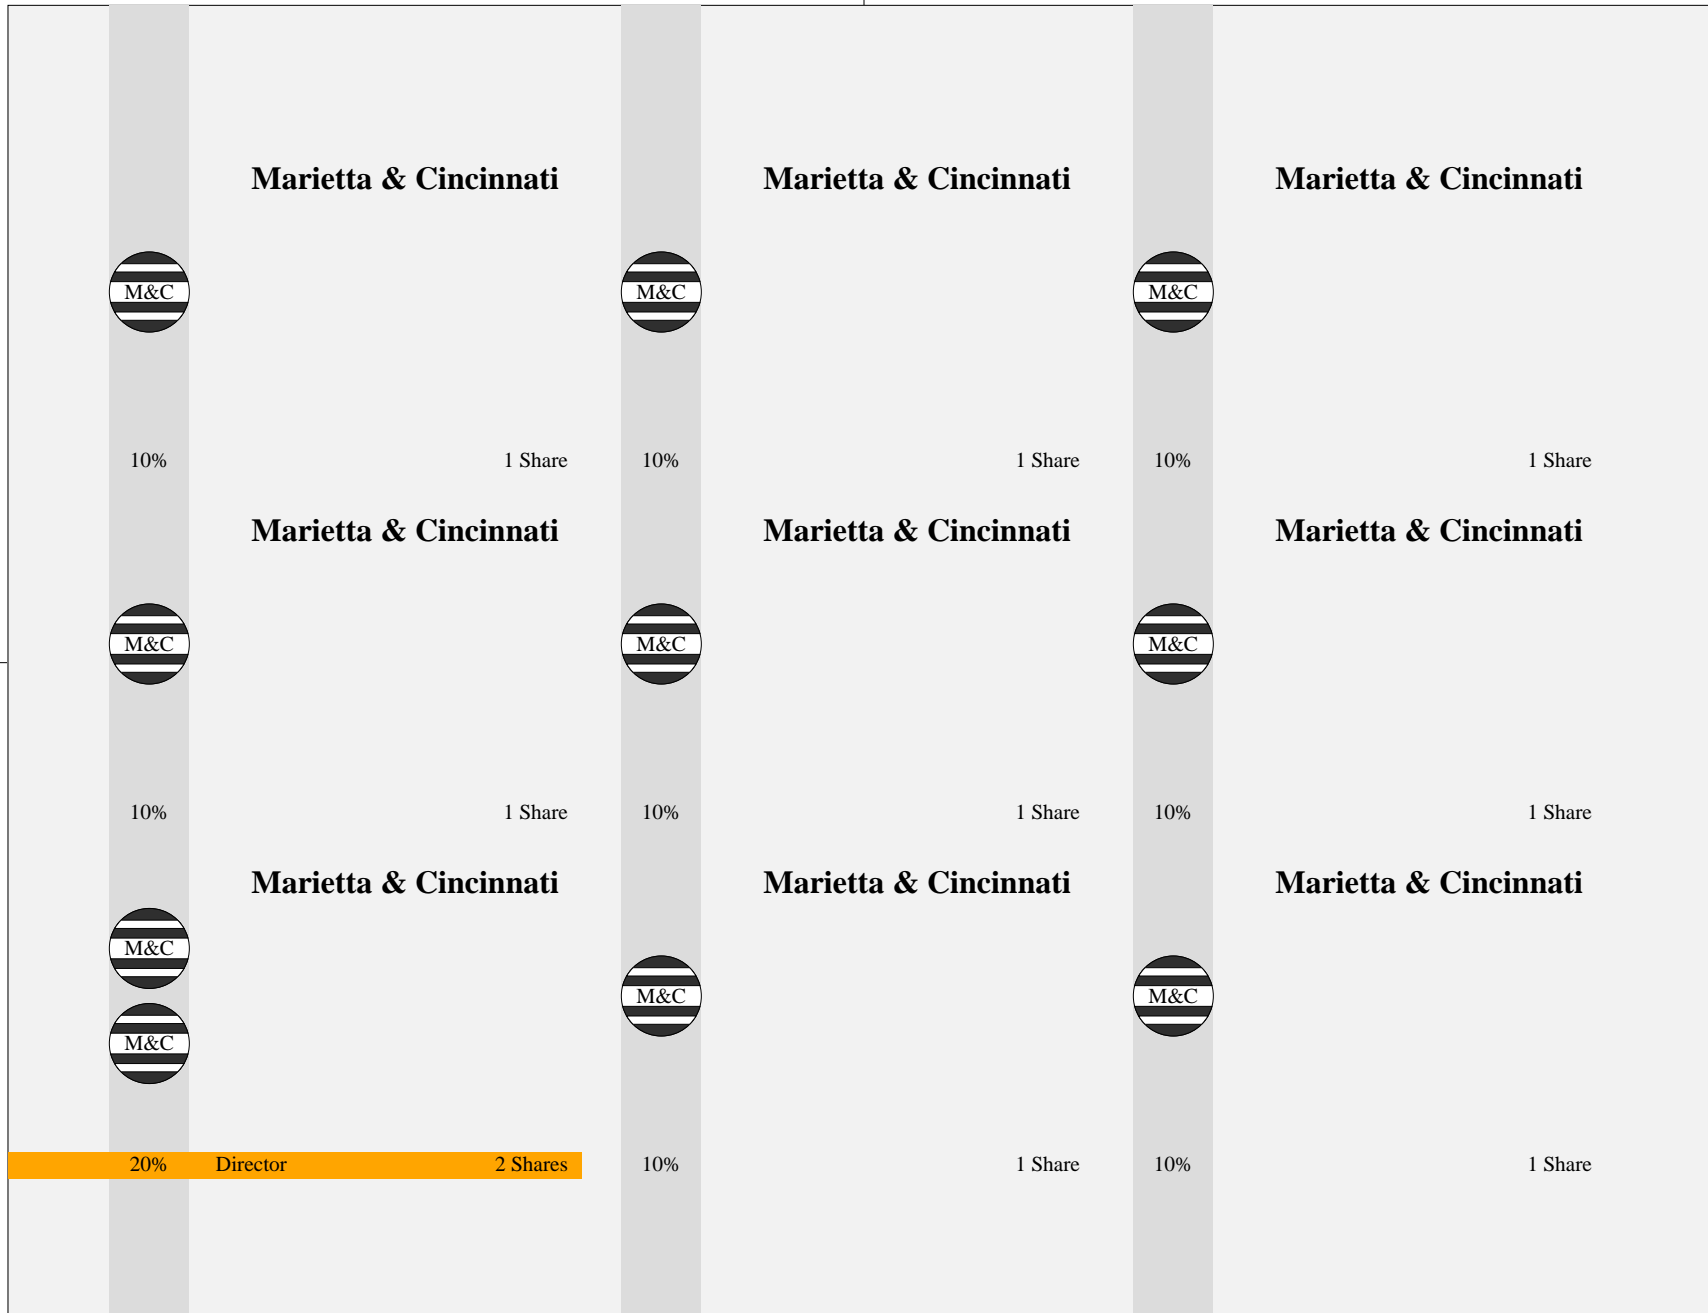 Marietta & Cincinnati Marietta & Cincinnati Marietta & Cincinnati
M&C M&C M&C
10% 1 Share 10% 1 Share 10% 1 Share
Marietta & Cincinnati Marietta & Cincinnati Marietta & Cincinnati
M&C M&C M&C
10% 1 Share 10% 1 Share 10% 1 Share
Marietta & Cincinnati Marietta & Cincinnati Marietta & Cincinnati
M&C
M&C M&C
M&C
20% Director 2 Shares 10% 1 Share 10% 1 Share